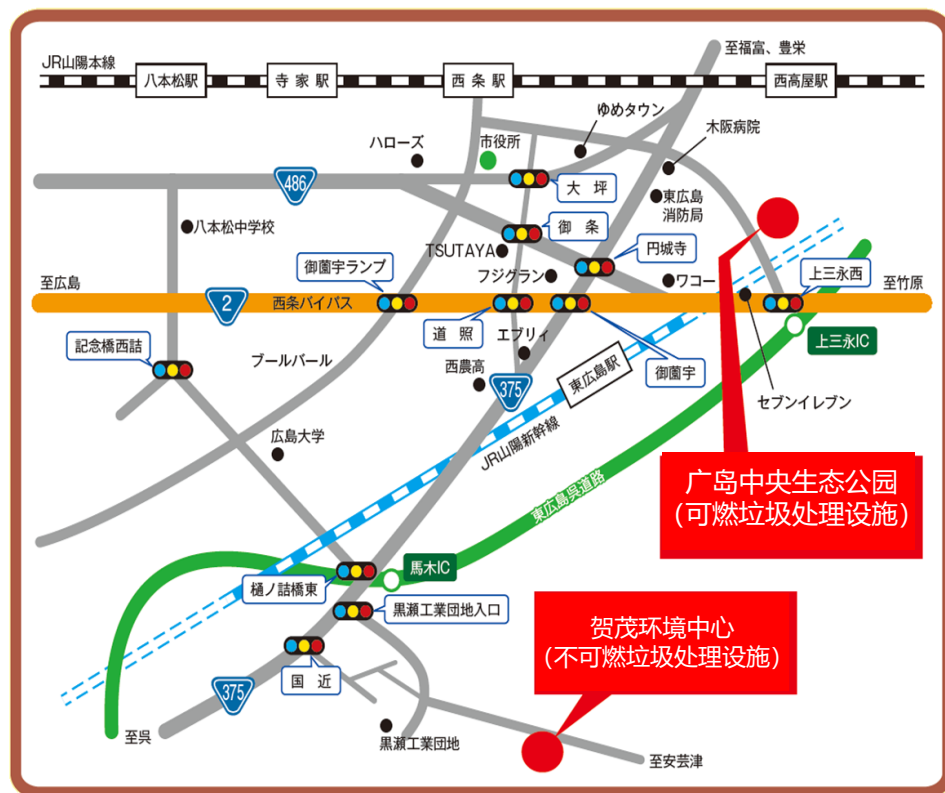 JR山陽本線
八本松駅
寺家駅
西条駅
西高屋駅
至福富、豊栄
ゆめタウン
木阪病院
ハローズ
市役所
486
大坪
東広島
消防局
八本松中学校
御条
TSUTAYA
円城寺
フジグラン
ワコー
御薗宇ランプ
上三永西
至広島
2
西条バイパス
至竹原
道照
エブリィ
上三永IC
記念橋西詰
ブールバール
西農高
375
東広島駅
御薗宇
セブンイレブン
広島大学
JR山陽新幹線
东广島呉道路
广岛中央生态公园
(可燃垃圾处理设施)
馬木IC
樋ノ詰橋東
黒瀬工業団地入口
贺茂环境中心
(不可燃垃圾处理设施)
国近
375
至呉
黒瀬工業団地
至安芸津